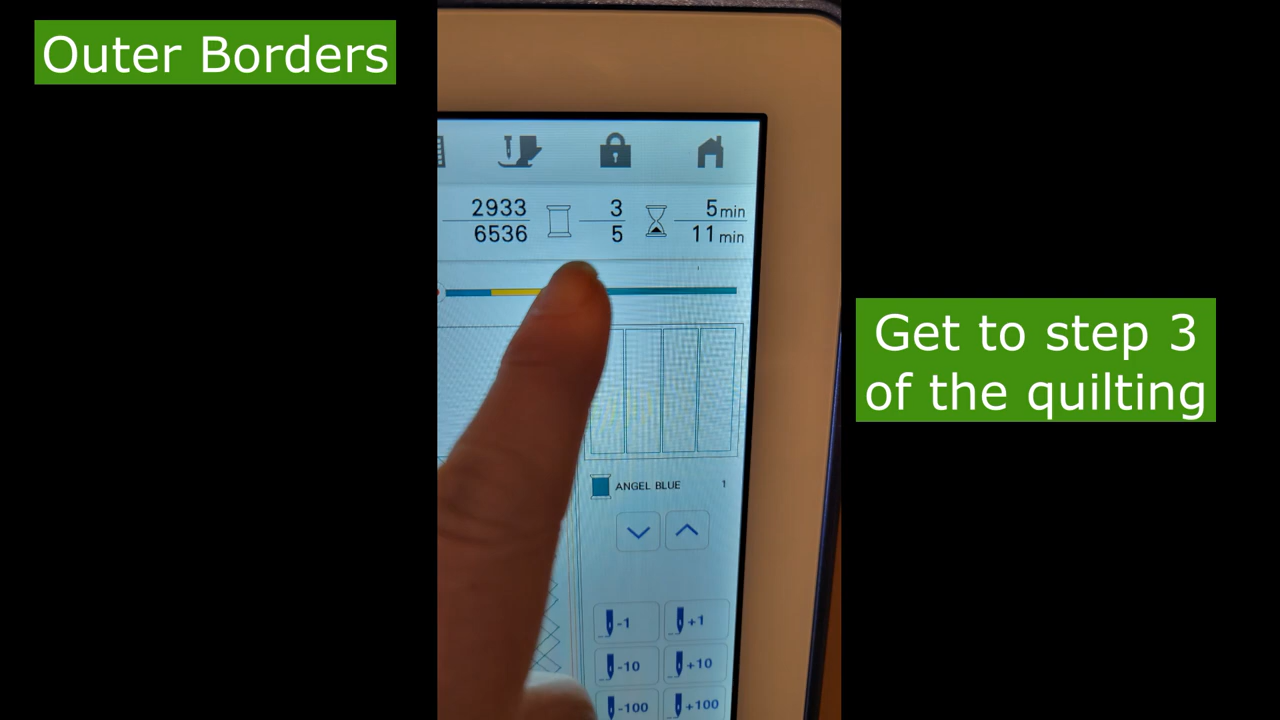 Outer Borders
2933 3 5min
6536 5 11min
Get to step 3
of the quilting
ANGEL BLUE 1
-1 +1
-10 +10
-100 +100